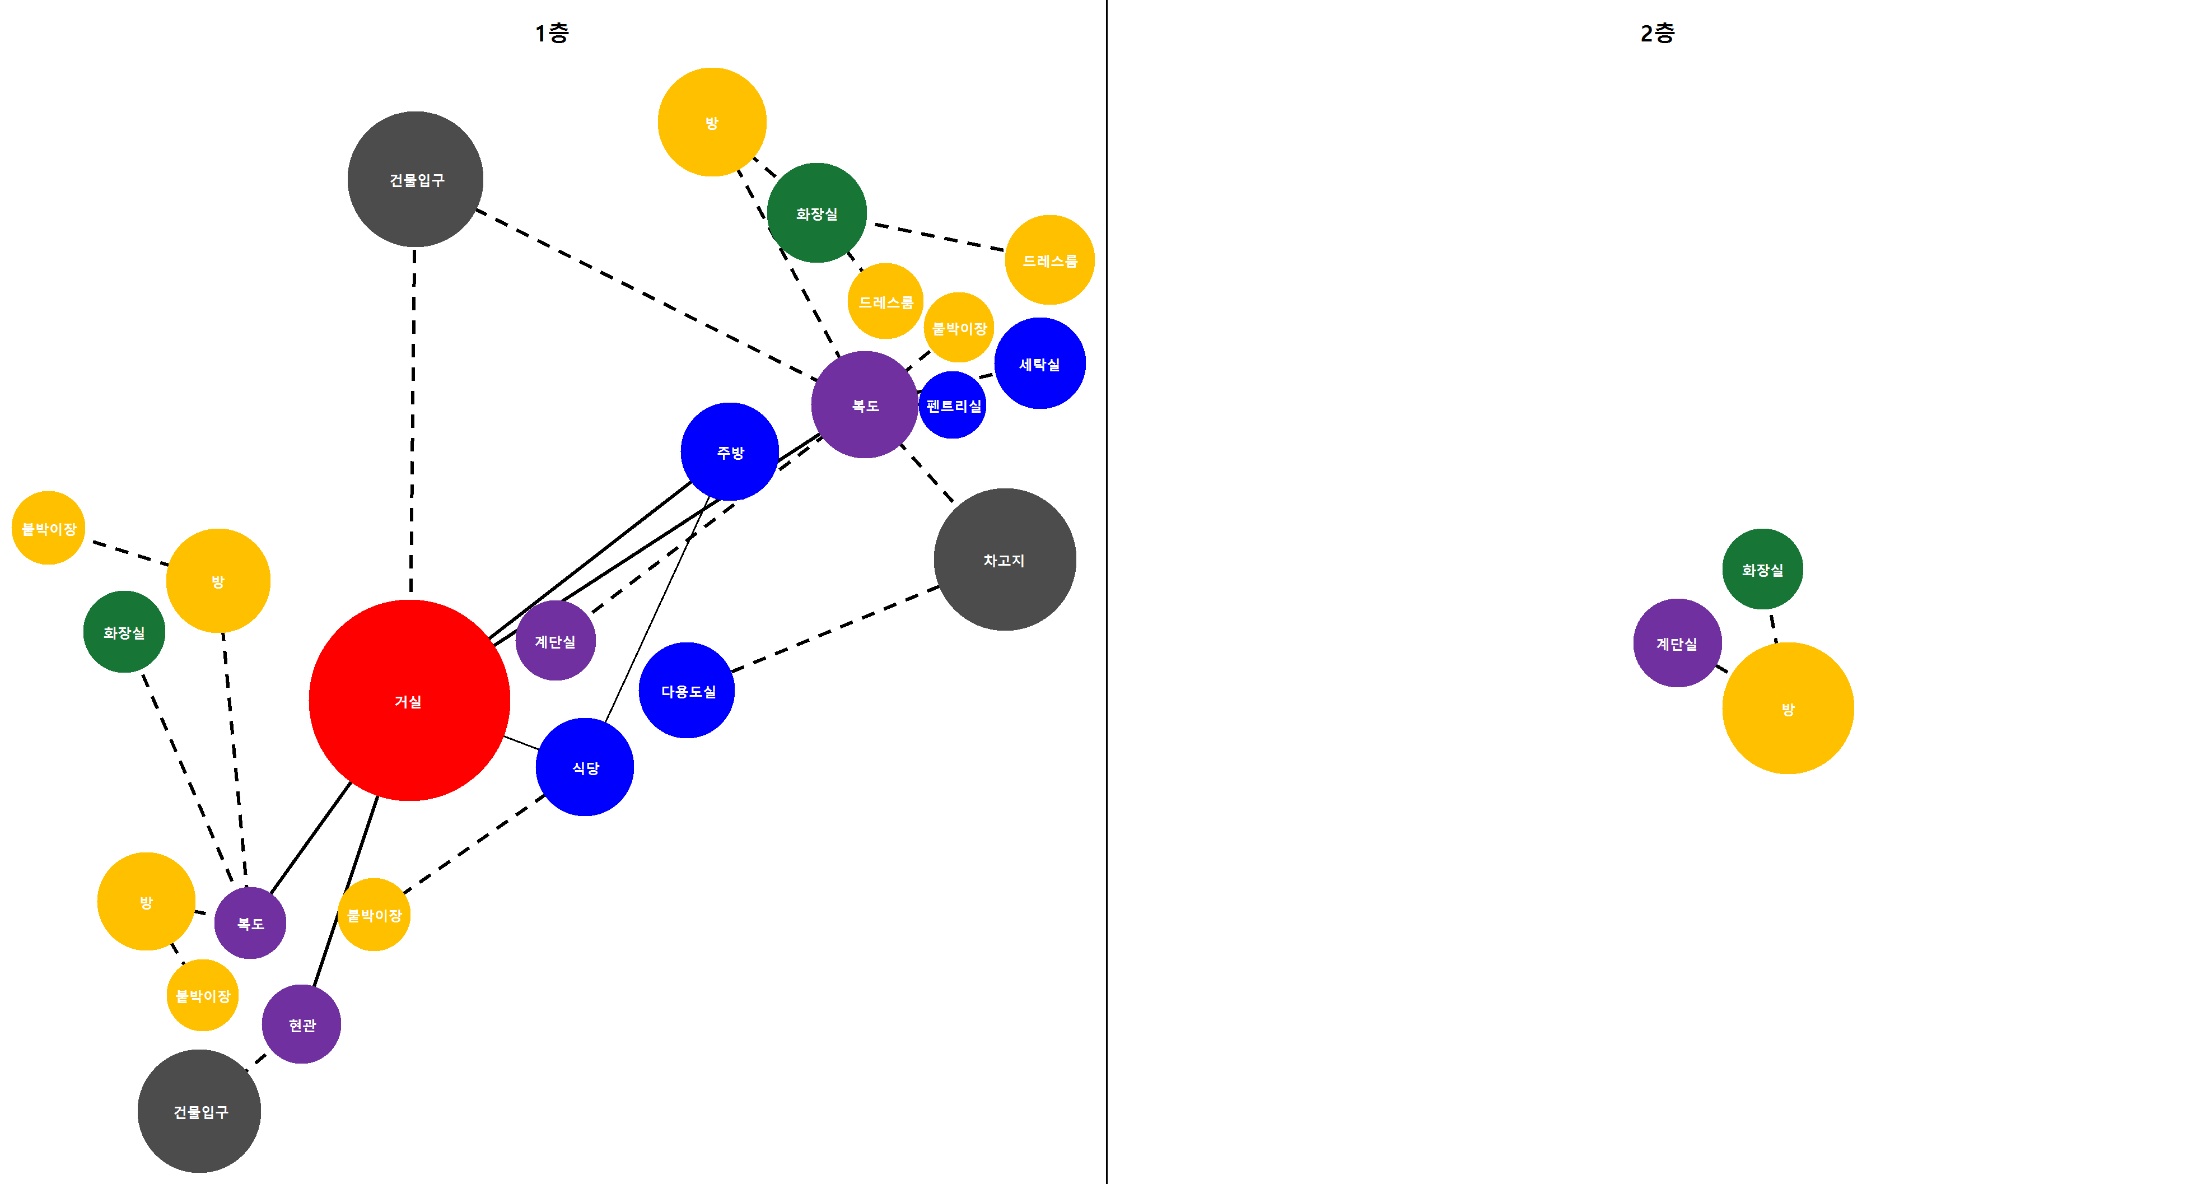 1층
방
건물입구
화장실
드레스룸
드레스룸
붙박이장
세탁실
복도
펜트리실
주방
차고지
붙박이장
방
화장실
계단실
다용도실
거실
식당
방
복도
붙박이장
붙박이장
현관
건물입구
2층
화장실
계단실
방